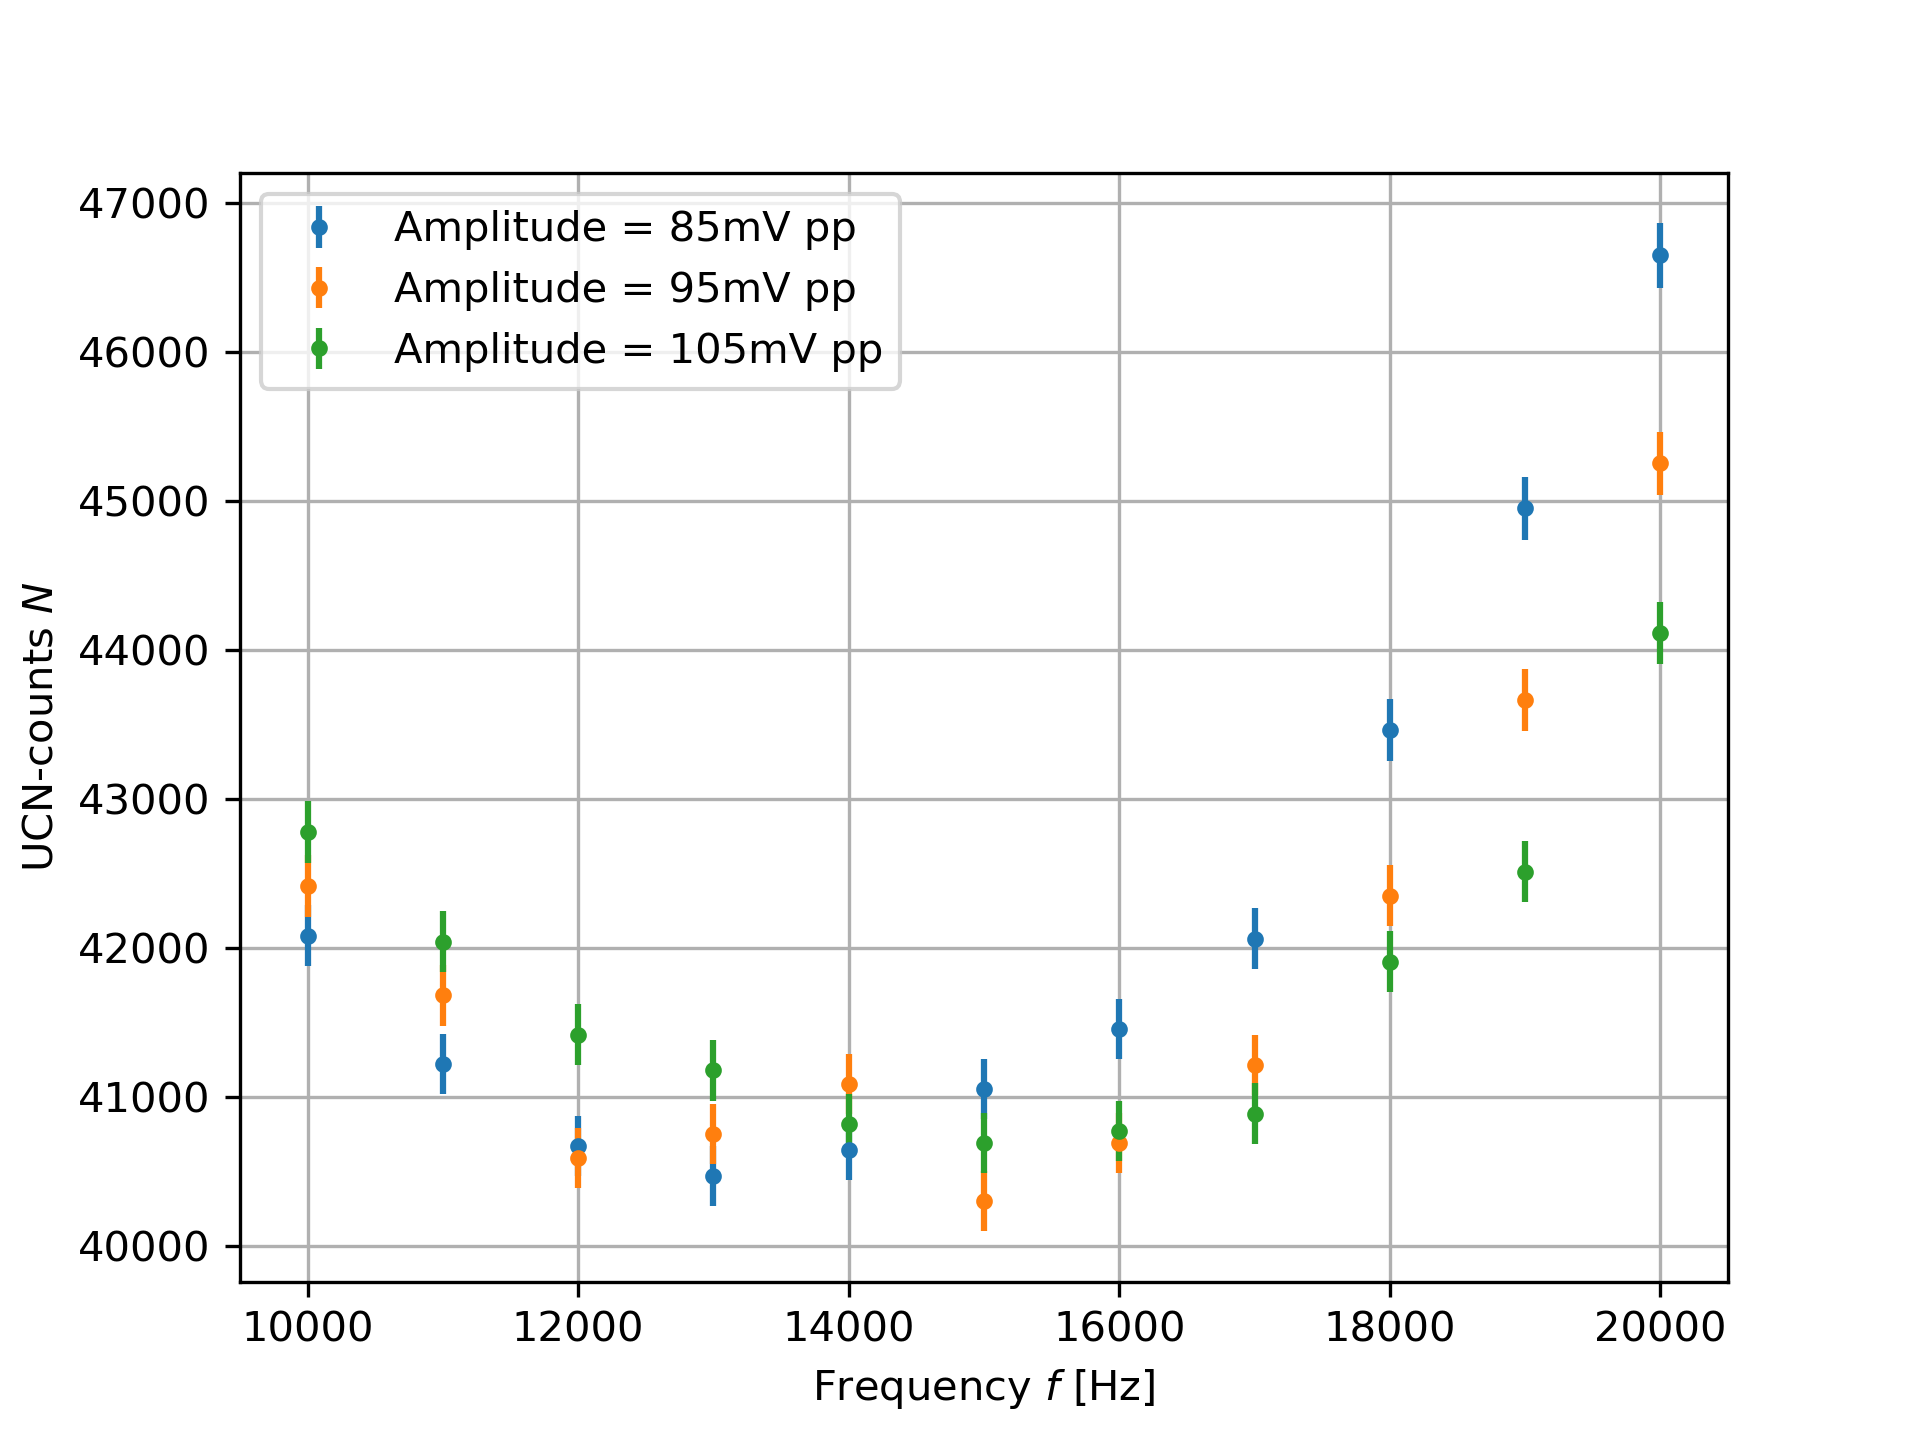 47000
46000
45000
44000
43000
42000
41000
40000
UCN-counts N
Amplitude = 85mV pp
Amplitude = 95mV pp
Amplitude = 105mV pp
10000 12000 14000 16000 18000 20000
Frequency f [Hz]